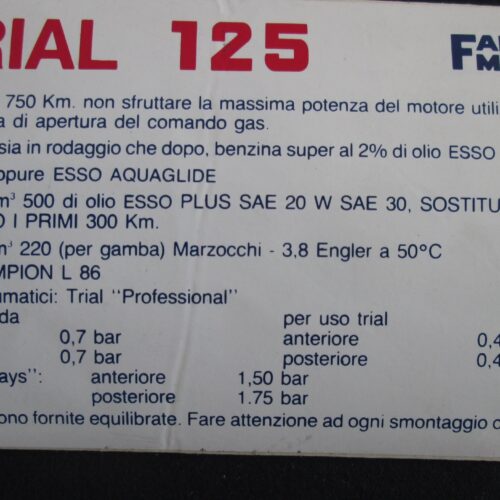 RIAL 125
FA
M
750 Km. non sfruttare la massima potenza del motore utili
a di apertura del comando gas.
sia in rodaggio che dopo, benzina super al 2% di olio ESSO
ppure ESSO AQUAGLIDE
m³ 500 di olio ESSO PLUS SAE 20 W SAE 30, SOSTITU
O I PRIMI 300 Km.
m³ 220 (per gamba) Marzocchi - 3,8 Engler a 50°C
MPION L 86
umatici: Trial "Professional"
da per uso trial
0,7 bar anteriore 0,4
0,7 bar posteriore 0,4
ays": anteriore 1,50 bar
posteriore 1.75 bar
ono fornite equilibrate. Fare attenzione ad ogni smontaggio o